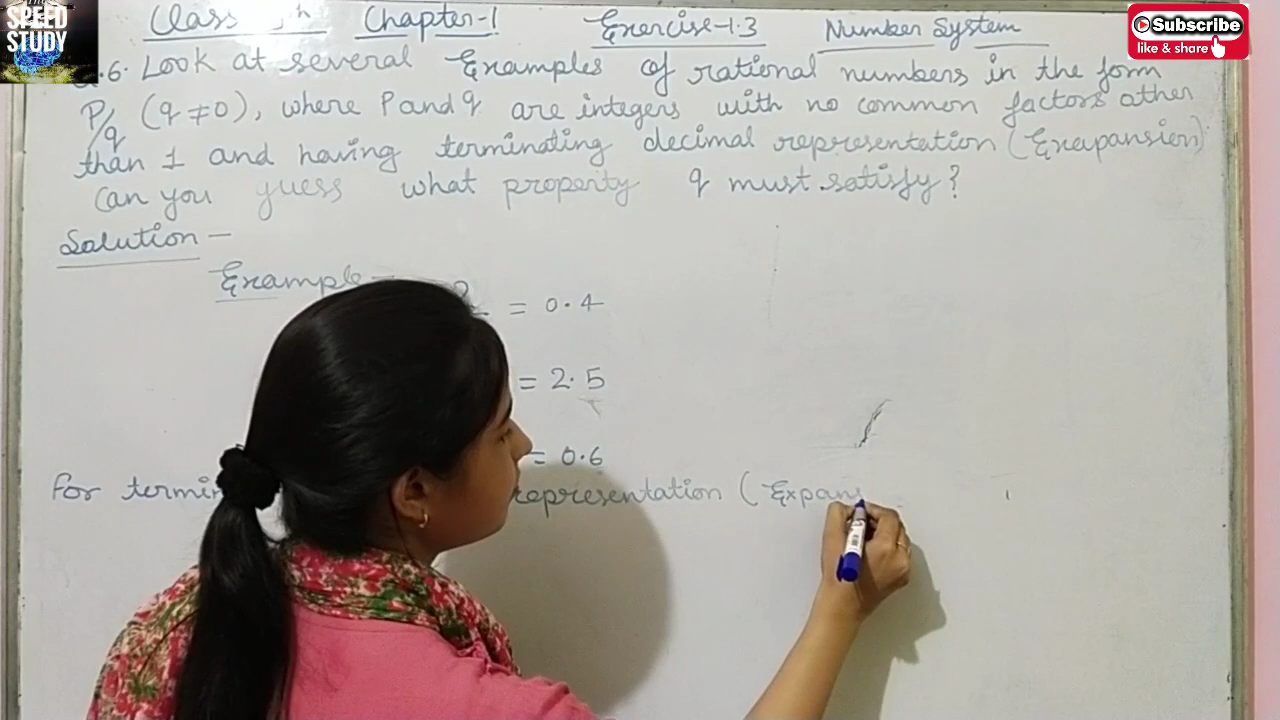 SPEED
STUDY
Class Chapter-1 Exercise-1.3 Number System
Subscribe
like & share
.6. Look at several Examples of rational numbers in the form
P/q (q ≠ 0), where P and q are integers with no common factors other
than 1 and having terminating decimal representation (Exapansion)
Can you guess what property q must satisfy?
Solution -
Example -
2 = 0.4
= 2.5
= 0.6
For termin representation (Expans